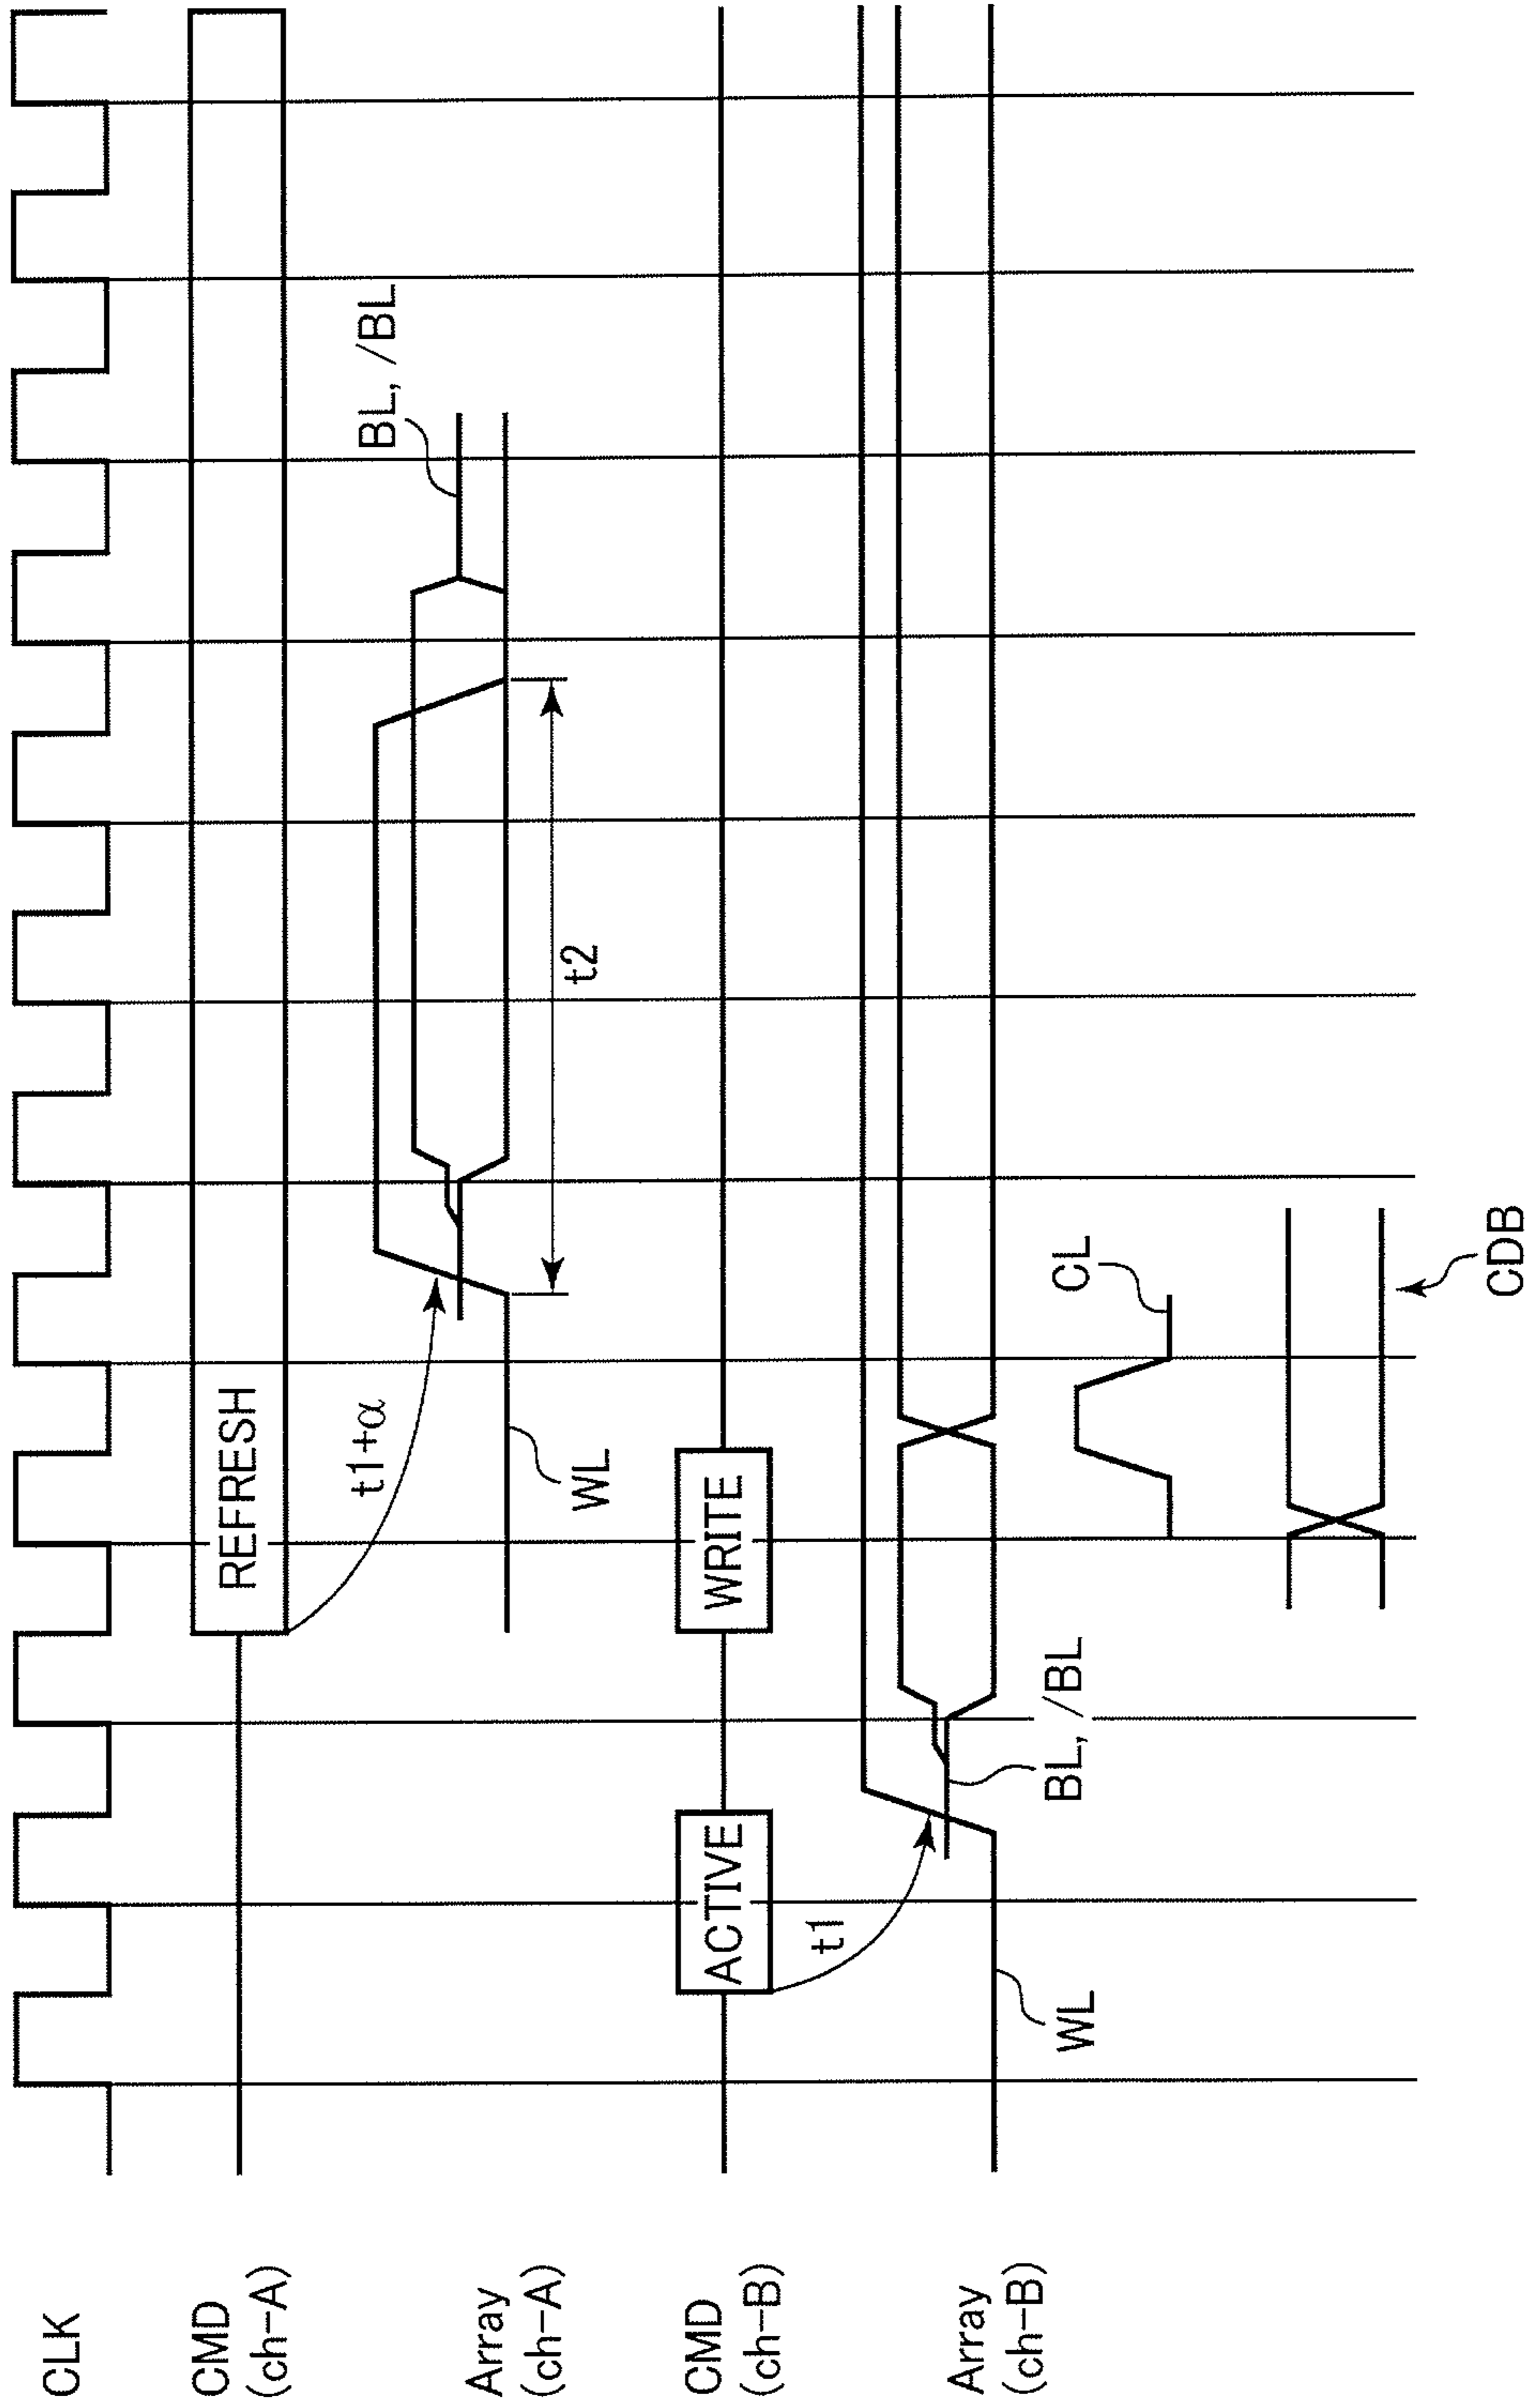 CLK
CMD
(ch-A)
REFRESH
t1+α
BL, /BL
Array
(ch-A)
WL
t2
CMD
(ch-B)
ACTIVE
WRITE
t1
Array
(ch-B)
WL
BL, /BL
CL
CDB